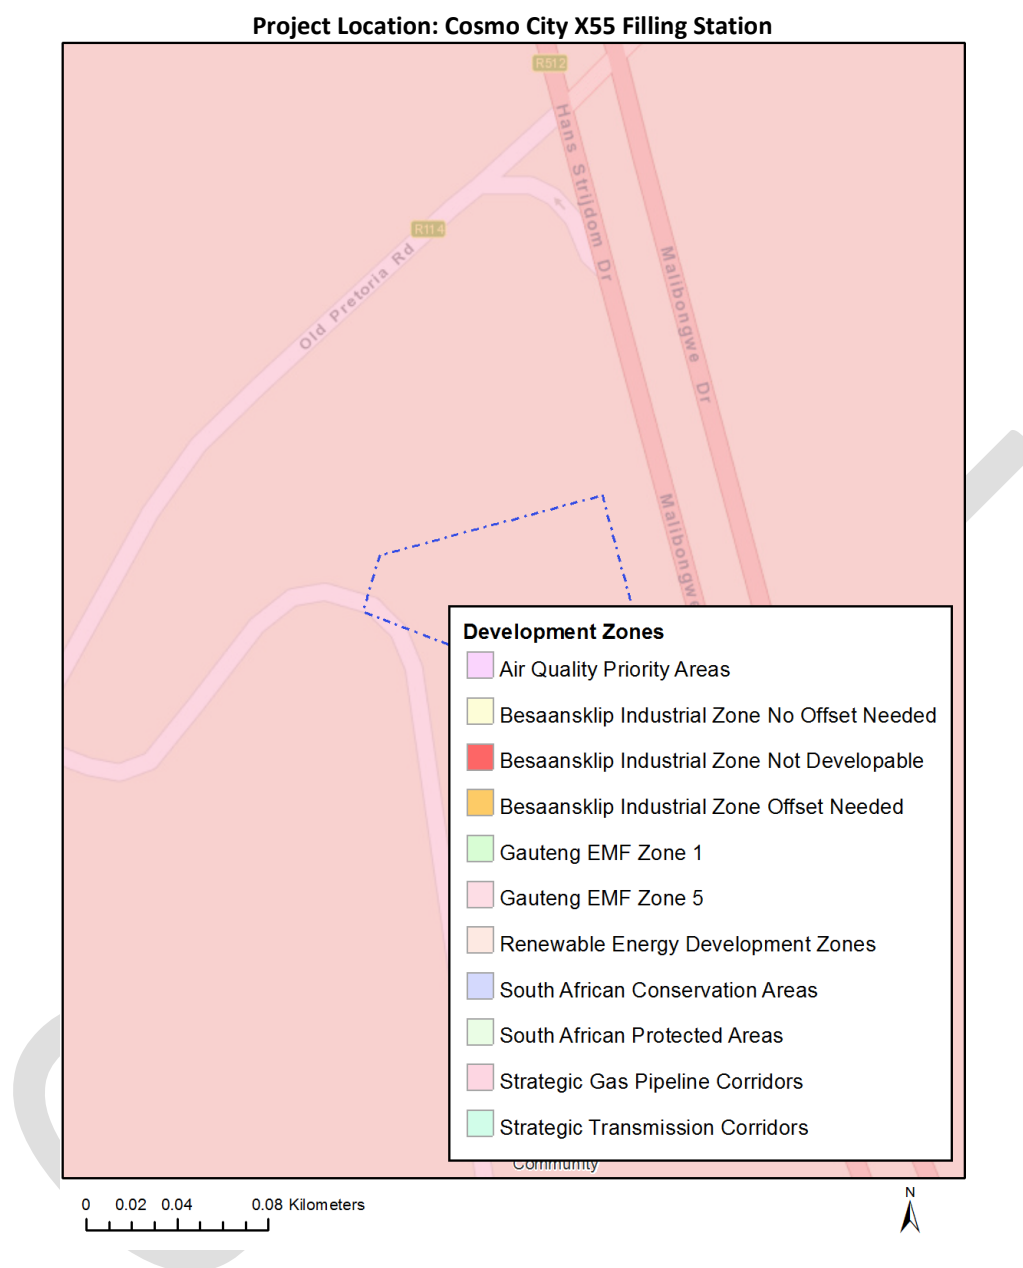 Project Location: Cosmo City X55 Filling Station
R512
Hans Strijdom Dr
R114
Old Pretoria Rd
Malibongwe Dr
Malibongwe
Development Zones
Air Quality Priority Areas
Besaansklip Industrial Zone No Offset Needed
Besaansklip Industrial Zone Not Developable
Besaansklip Industrial Zone Offset Needed
Gauteng EMF Zone 1
Gauteng EMF Zone 5
Renewable Energy Development Zones
South African Conservation Areas
South African Protected Areas
Strategic Gas Pipeline Corridors
Strategic Transmission Corridors
Community
0 0.02 0.04 0.08 Kilometers
N